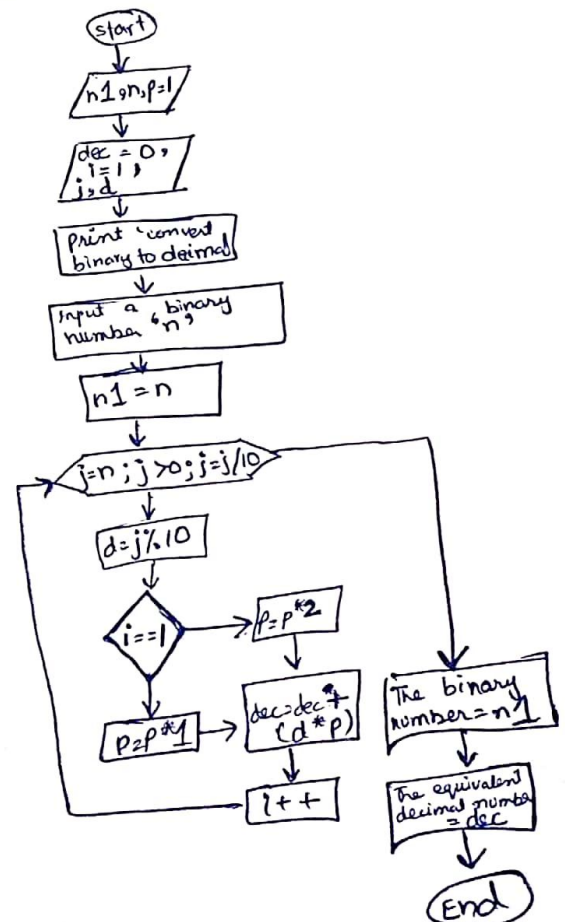 start
n1,n,p=1
dec = 0,
i=1,
j,d
Print "convert
binary to deimal
Input a binary
number 'n'
n1 = n
j=n ; j>0; j=j/10
d=j%10
i==1
p=p*2
p=p*1
dec=dec+
(d*p)
i++
The binary
number=n1
The equivalent
decimal number
= dec
End